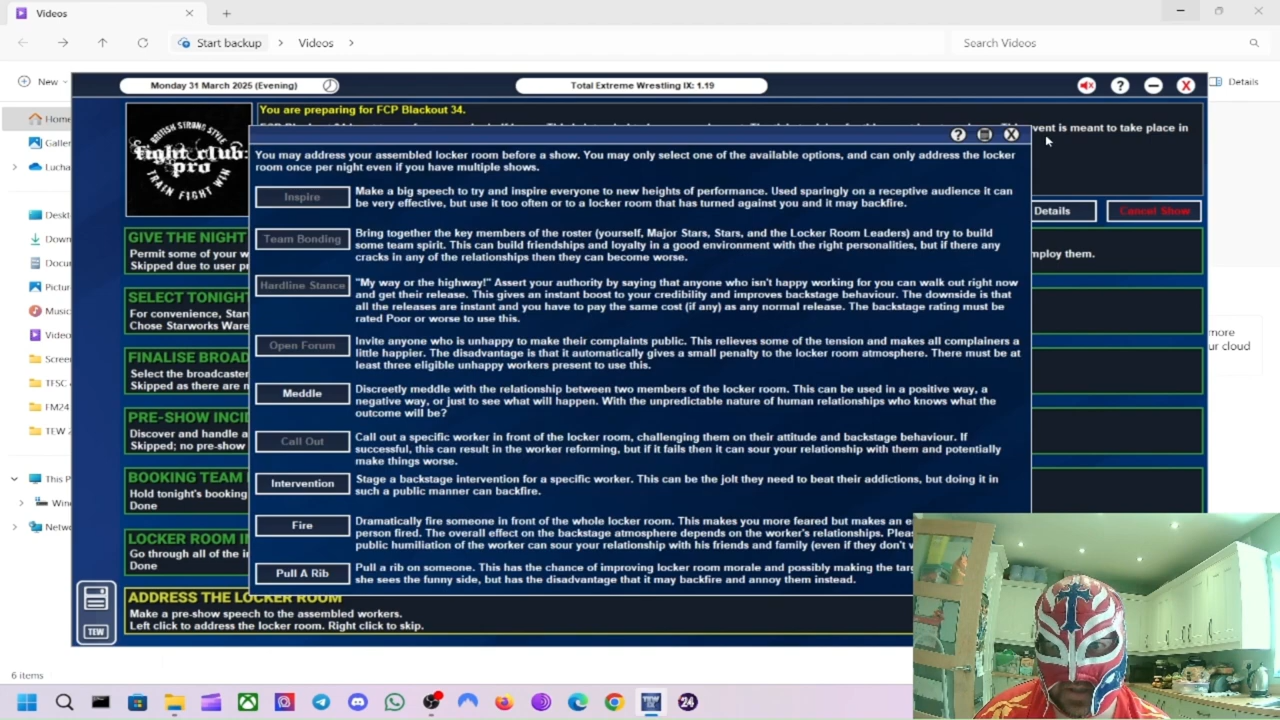 Videos
Start backup
Videos
Search Videos
New
Details
Monday 31 March 2025 (Evening)
Total Extreme Wrestling IX: 1.19
You are preparing for FCP Blackout 34.
event is meant to take place in
BRITISH STRONG STYLE
fight club:
pro
TRAIN FIGHT WIN
You may address your assembled locker room before a show. You may only select one of the available options, and can only address the locker
room once per night even if you have multiple shows.
Inspire
Make a big speech to try and inspire everyone to new heights of performance. Used sparingly on a receptive audience it can
be very effective, but use it too often or to a locker room that has turned against you and it may backfire.
Team Bonding
Bring together the key members of the roster (yourself, Major Stars, Stars, and the Locker Room Leaders) and try to build
some team spirit. This can build friendships and loyalty in a good environment with the right personalities, but if there any
cracks in any of the relationships then they can become worse.
Hardline Stance
"My way or the highway!" Assert your authority by saying that anyone who isn't happy working for you can walk out right now
and get their release. This gives an instant boost to your credibility and improves backstage behaviour. The downside is that
all the releases are instant and you have to pay the same cost (if any) as any normal release. The backstage rating must be
rated Poor or worse to use this.
Open Forum
Invite anyone who is unhappy to make their complaints public. This relieves some of the tension and makes all complainers a
little happier. The disadvantage is that it automatically gives a small penalty to the locker room atmosphere. There must be at
least three eligible unhappy workers present to use this.
Meddle
Discreetly meddle with the relationship between two members of the locker room. This can be used in a positive way, a
negative way, or just to see what will happen. With the unpredictable nature of human relationships who knows what the
outcome will be?
Call Out
Call out a specific worker in front of the locker room, challenging them on their attitude and backstage behaviour. If
successful, this can result in the worker reforming, but if it fails then it can sour your relationship with them and potentially
make things worse.
Intervention
Stage a backstage intervention for a specific worker. This can be the jolt they need to beat their addictions, but doing it in
such a public manner can backfire.
Fire
Dramatically fire someone in front of the whole locker room. This makes you more feared but makes an
person fired. The overall effect on the backstage atmosphere depends on the worker's relationships.
public humiliation of the worker can sour your relationship with his friends and family (even if they don't
Pull A Rib
Pull a rib on someone. This has the chance of improving locker room morale and possibly making the
she sees the funny side, but has the disadvantage that it may backfire and annoy them instead.
Details
Cancel Show
GIVE THE NIGHT
Permit some of your w
Skipped due to user p
mploy them.
SELECT TONIGHT
For convenience, Star
Chose Starworks Ware
FINALISE BROAD
Select the broadcaster
Skipped as there are n
PRE-SHOW INCID
Discover and handle a
Skipped; no pre-show
BOOKING TEAM
Hold tonight's booking
Done
LOCKER ROOM I
Go through all of the i
Done
ADDRESS THE LOCKER ROOM
Make a pre-show speech to the assembled workers.
Left click to address the locker room. Right click to skip.
TEW
Home
Galler
Lucha
Deskt
Down
Docu
Pictur
Music
Video
Scree
TFSC
FM24
TEW 2
This P
Wind
Netwo
more
ur cloud
6 items
24